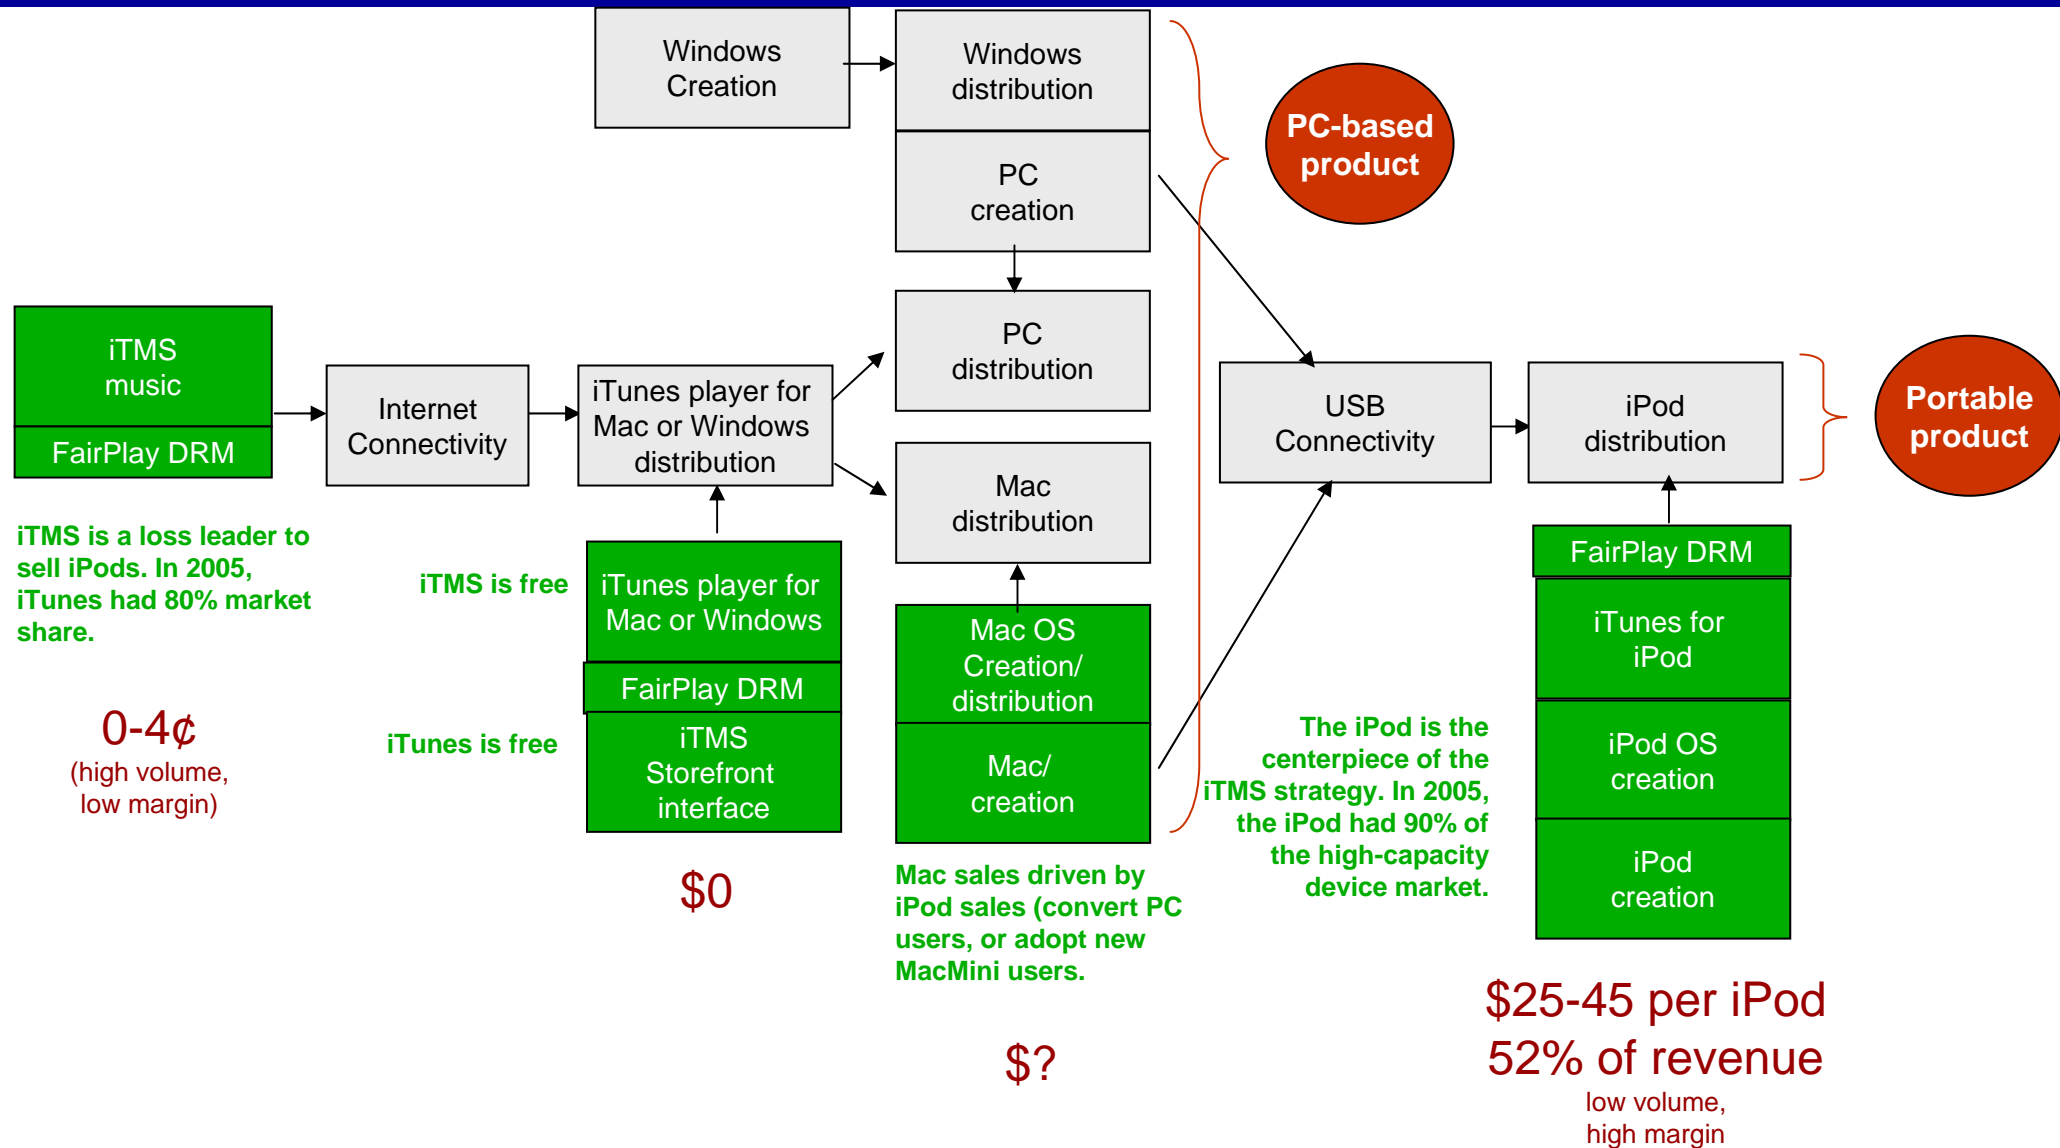 Windows
Creation
Windows
distribution
PC-based
product
PC
creation
PC
distribution
iTMS
music
FairPlay DRM
Internet
Connectivity
iTunes player for
Mac or Windows
distribution
Mac
distribution
USB
Connectivity
iPod
distribution
Portable
product
iTMS is a loss leader to
sell iPods. In 2005,
iTunes had 80% market
share.
0-4¢
(high volume,
low margin)
iTMS is free
iTunes is free
iTunes player for
Mac or Windows
FairPlay DRM
iTMS
Storefront
interface
$0
Mac OS
Creation/
distribution
Mac/
creation
Mac sales driven by
iPod sales (convert PC
users, or adopt new
MacMini users.
$?
The iPod is the
centerpiece of the
iTMS strategy. In 2005,
the iPod had 90% of
the high-capacity
device market.
FairPlay DRM
iTunes for
iPod
iPod OS
creation
iPod
creation
$25-45 per iPod
52% of revenue
low volume,
high margin